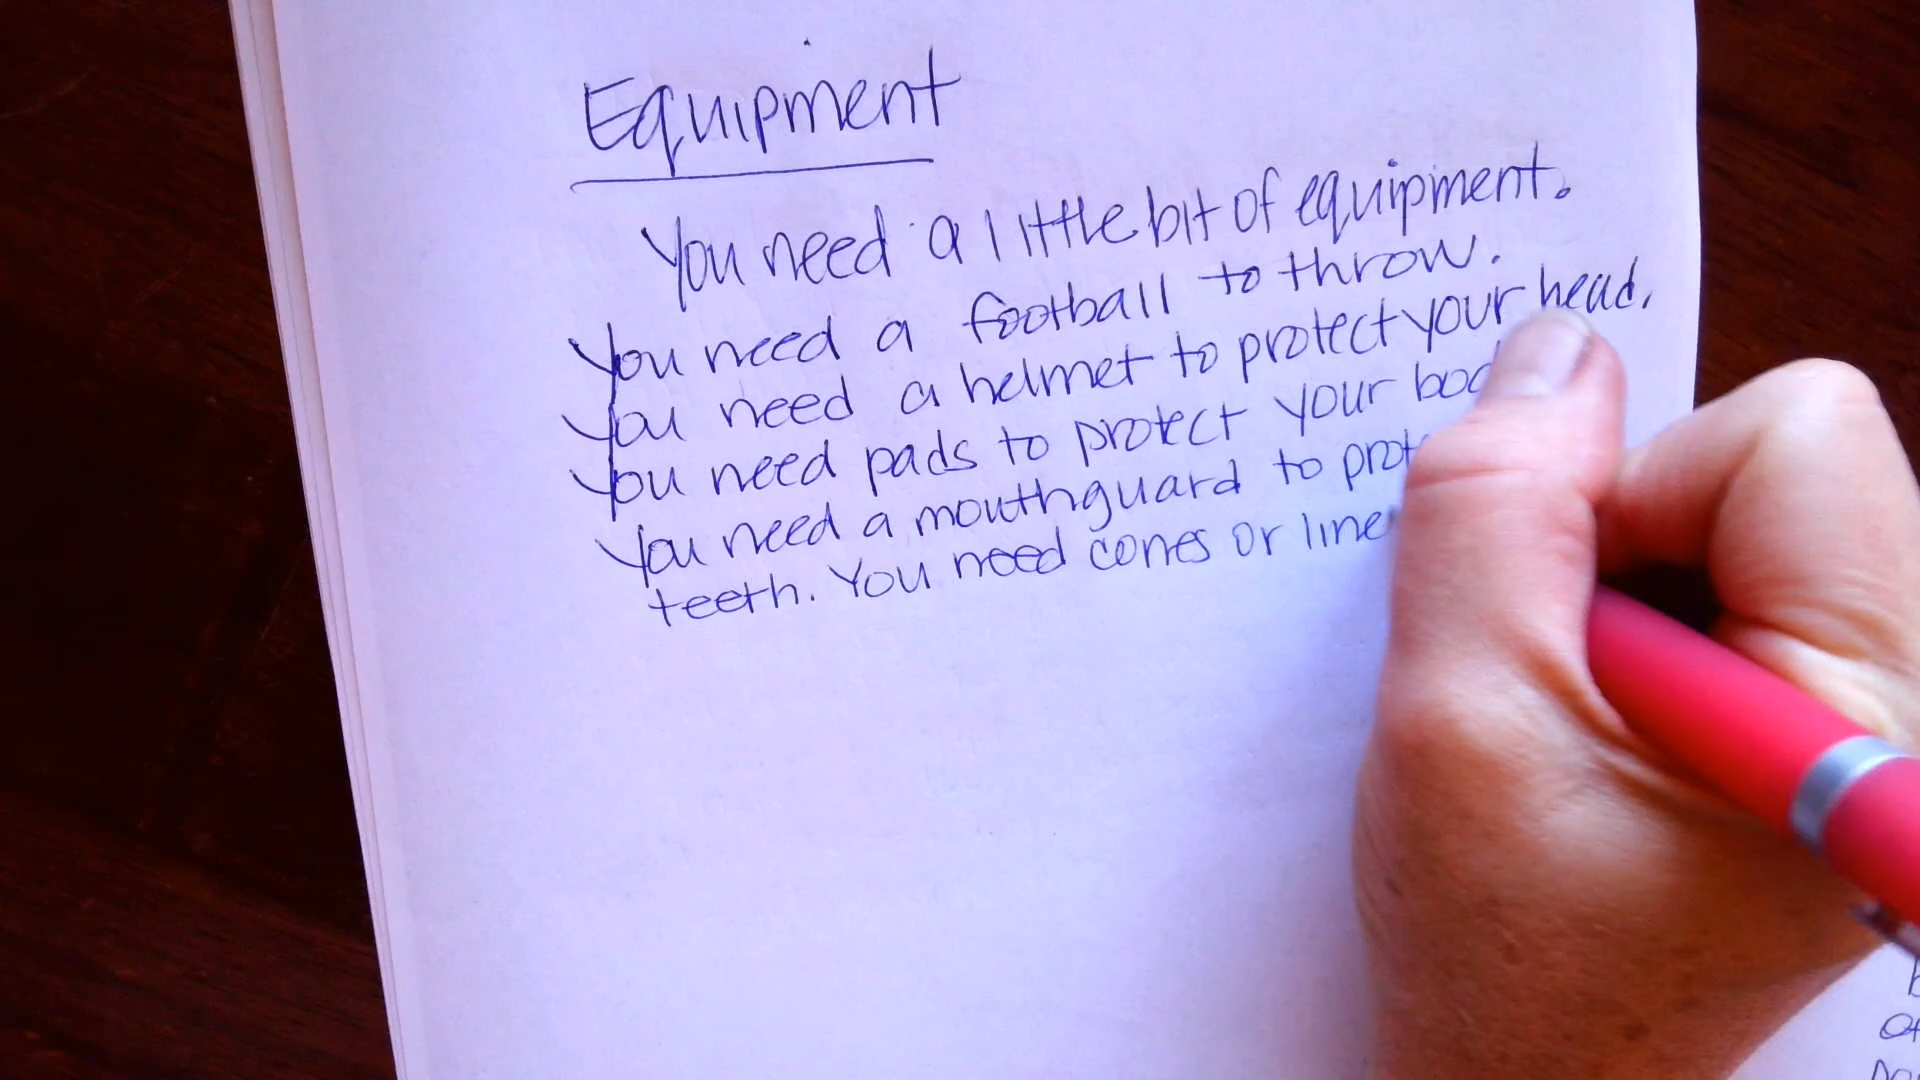 Equipment
You need a little bit of equipment.
You need a football to throw.
You need a helmet to protect your head.
You need pads to protect your
You need a mouthguard to
teeth. You need cones or